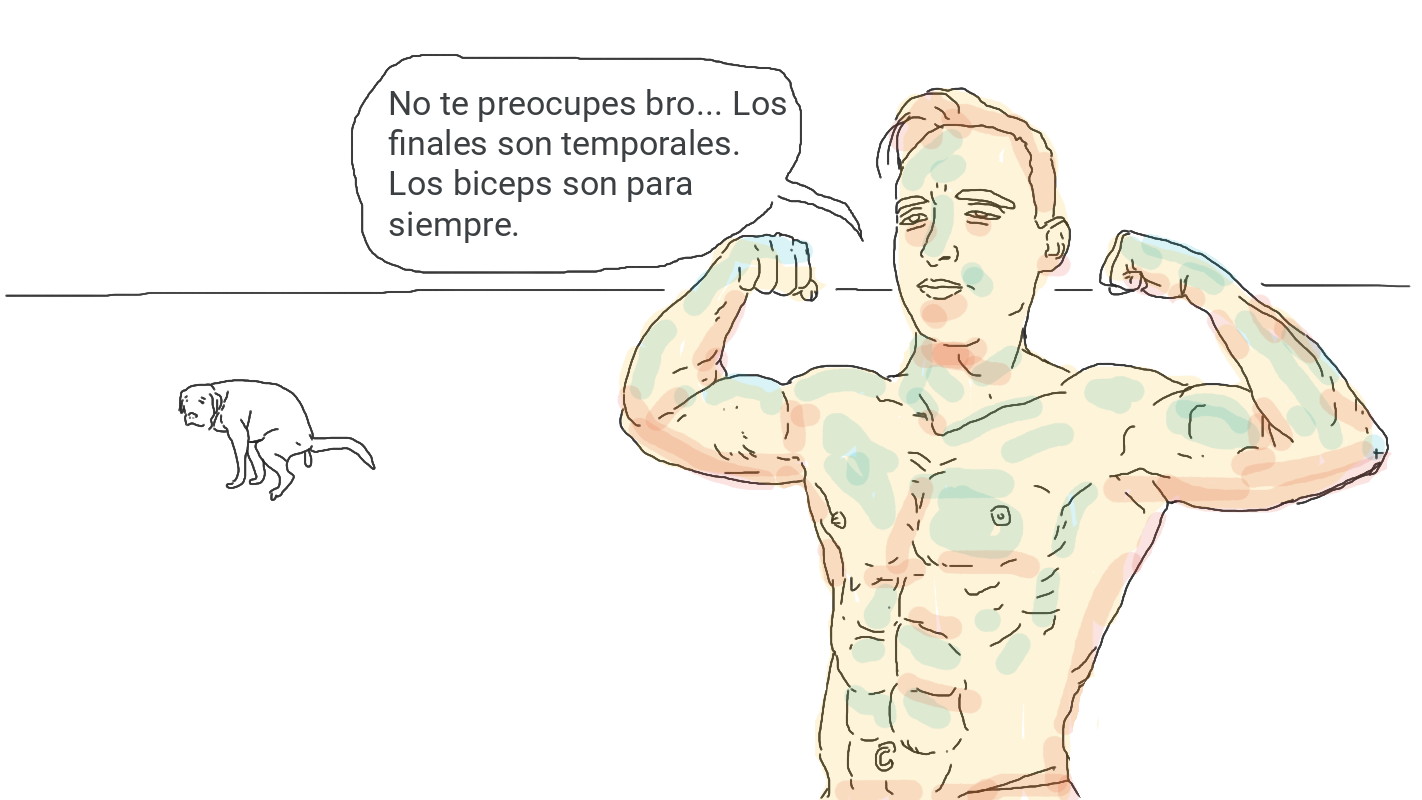 No te preocupes bro... Los
finales son temporales.
Los biceps son para
siempre.